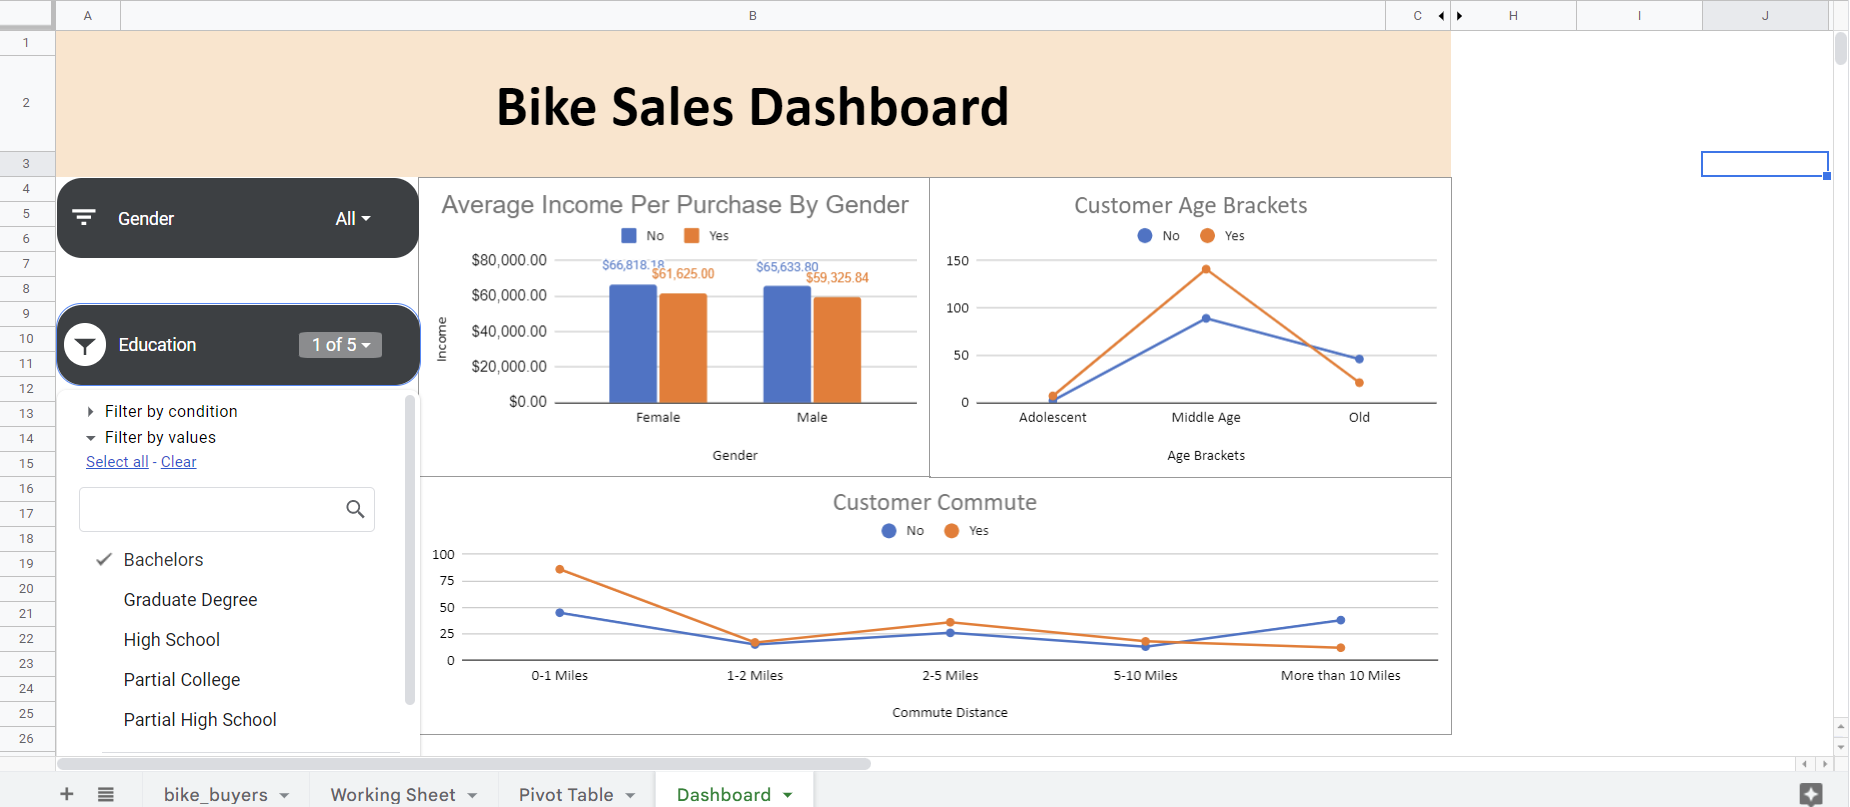 A B C H I J
1
2
3
4
5
6
7
8
9
10
11
12
13
14
15
16
17
18
19
20
21
22
23
24
25
26
Bike Sales Dashboard
Gender All
Education 1 of 5
Filter by condition
Filter by values
Select all - Clear
Bachelors
Graduate Degree
High School
Partial College
Partial High School
Average Income Per Purchase By Gender
No Yes
Income
$80,000.00
$60,000.00
$40,000.00
$20,000.00
$0.00
$66,818.18
$61,625.00
$65,633.80
$59,325.84
Female Male
Gender
Customer Age Brackets
No Yes
150
100
50
0
Adolescent Middle Age Old
Age Brackets
Customer Commute
No Yes
100
75
50
25
0
0-1 Miles 1-2 Miles 2-5 Miles 5-10 Miles More than 10 Miles
Commute Distance
bike_buyers Working Sheet Pivot Table Dashboard